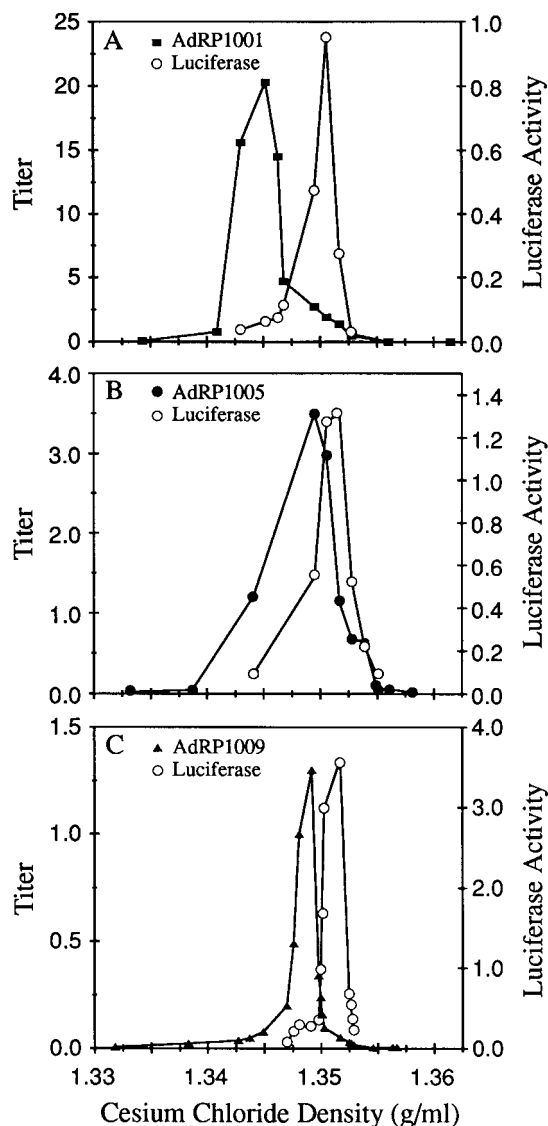 A
AdRP1001
Luciferase
25
20
15
10
5
0
Titer
1.0
0.8
0.6
0.4
0.2
0.0
Luciferase Activity
B
AdRP1005
Luciferase
4.0
3.0
2.0
1.0
0.0
Titer
1.4
1.2
1.0
0.8
0.6
0.4
0.2
0.0
Luciferase Activity
C
AdRP1009
Luciferase
1.5
1.0
0.5
0.0
Titer
4.0
3.0
2.0
1.0
0.0
Luciferase Activity
1.33 1.34 1.35 1.36
Cesium Chloride Density (g/ml)